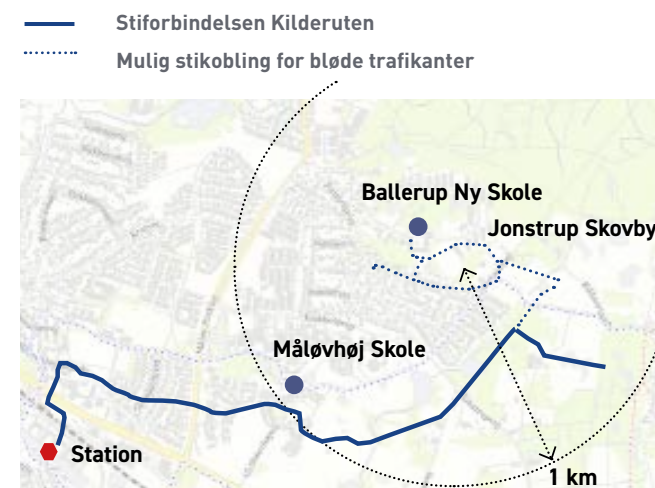 Stiforbindelsen Kilderuten
Mulig stikobling for bløde trafikanter
Ballerup Ny Skole
Jonstrup Skovby
Måløvhøj Skole
Station
1 km